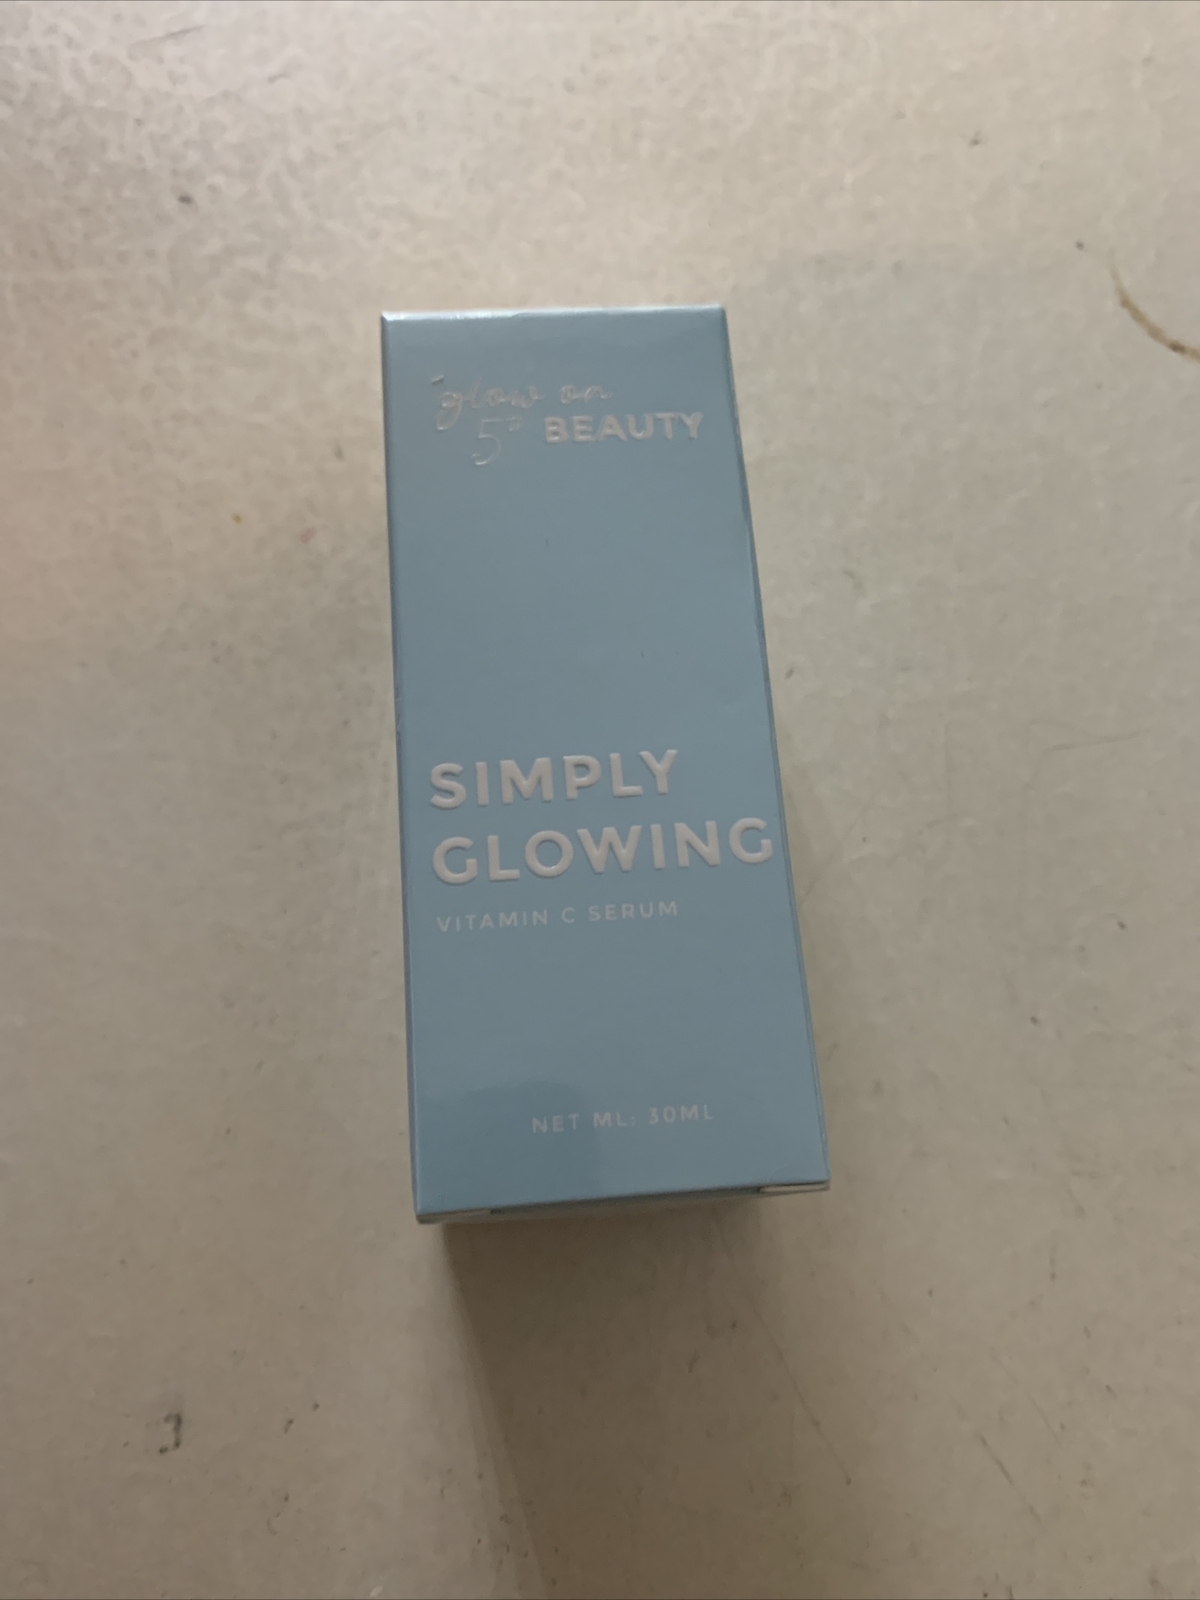 glow on
5th BEAUTY
SIMPLY
GLOWING
VITAMIN C SERUM
NET ML: 30ML